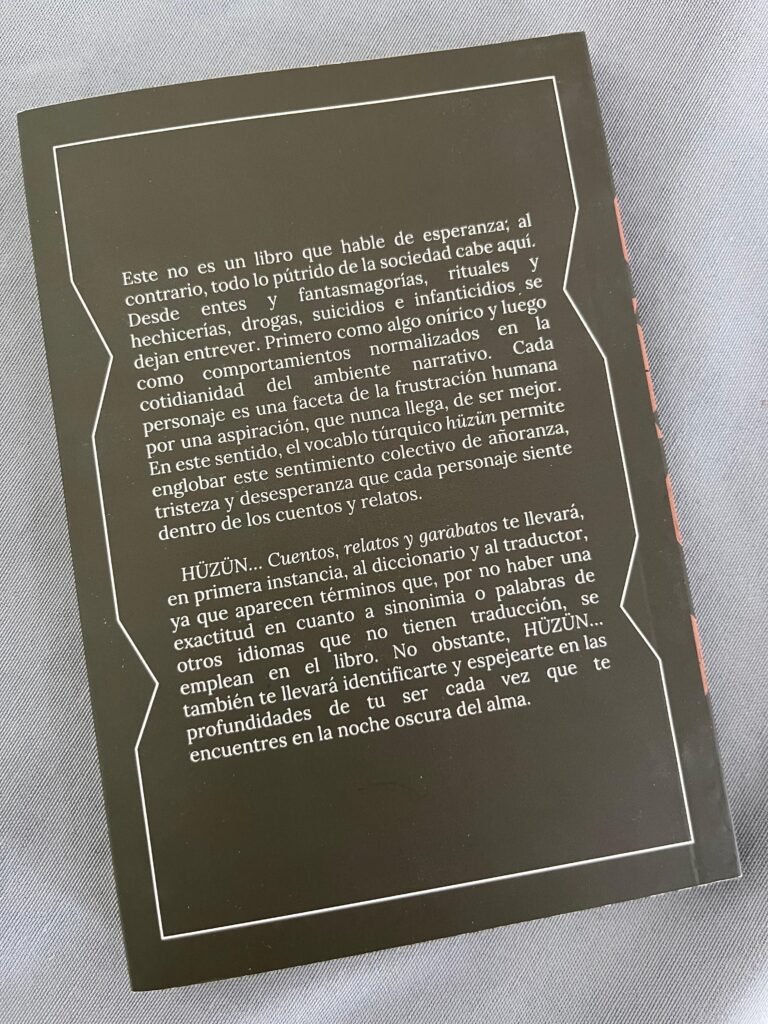 Este no es un libro que hable de esperanza; al
contrario, todo lo pútrido de la sociedad cabe aquí.
Desde entes y fantasmagorías, rituales y
hechicerías, drogas, suicidios e infanticidios se
dejan entrever. Primero como algo onírico y luego
como comportamientos normalizados en la
cotidianidad del ambiente narrativo. Cada
personaje es una faceta de la frustración humana
por una aspiración, que nunca llega, de ser mejor.
En este sentido, el vocablo túrquico hüzün permite
englobar este sentimiento colectivo de añoranza,
tristeza y desesperanza que cada personaje siente
dentro de los cuentos y relatos.
HÜZÜN... Cuentos, relatos y garabatos te llevará,
en primera instancia, al diccionario y al traductor,
ya que aparecen términos que, por no haber una
exactitud en cuanto a sinonimia o palabras de
otros idiomas que no tienen traducción, se
emplean en el libro. No obstante, HÜZÜN...
también te llevará identificarte y espejearte en las
profundidades de tu ser cada vez que te
encuentres en la noche oscura del alma.